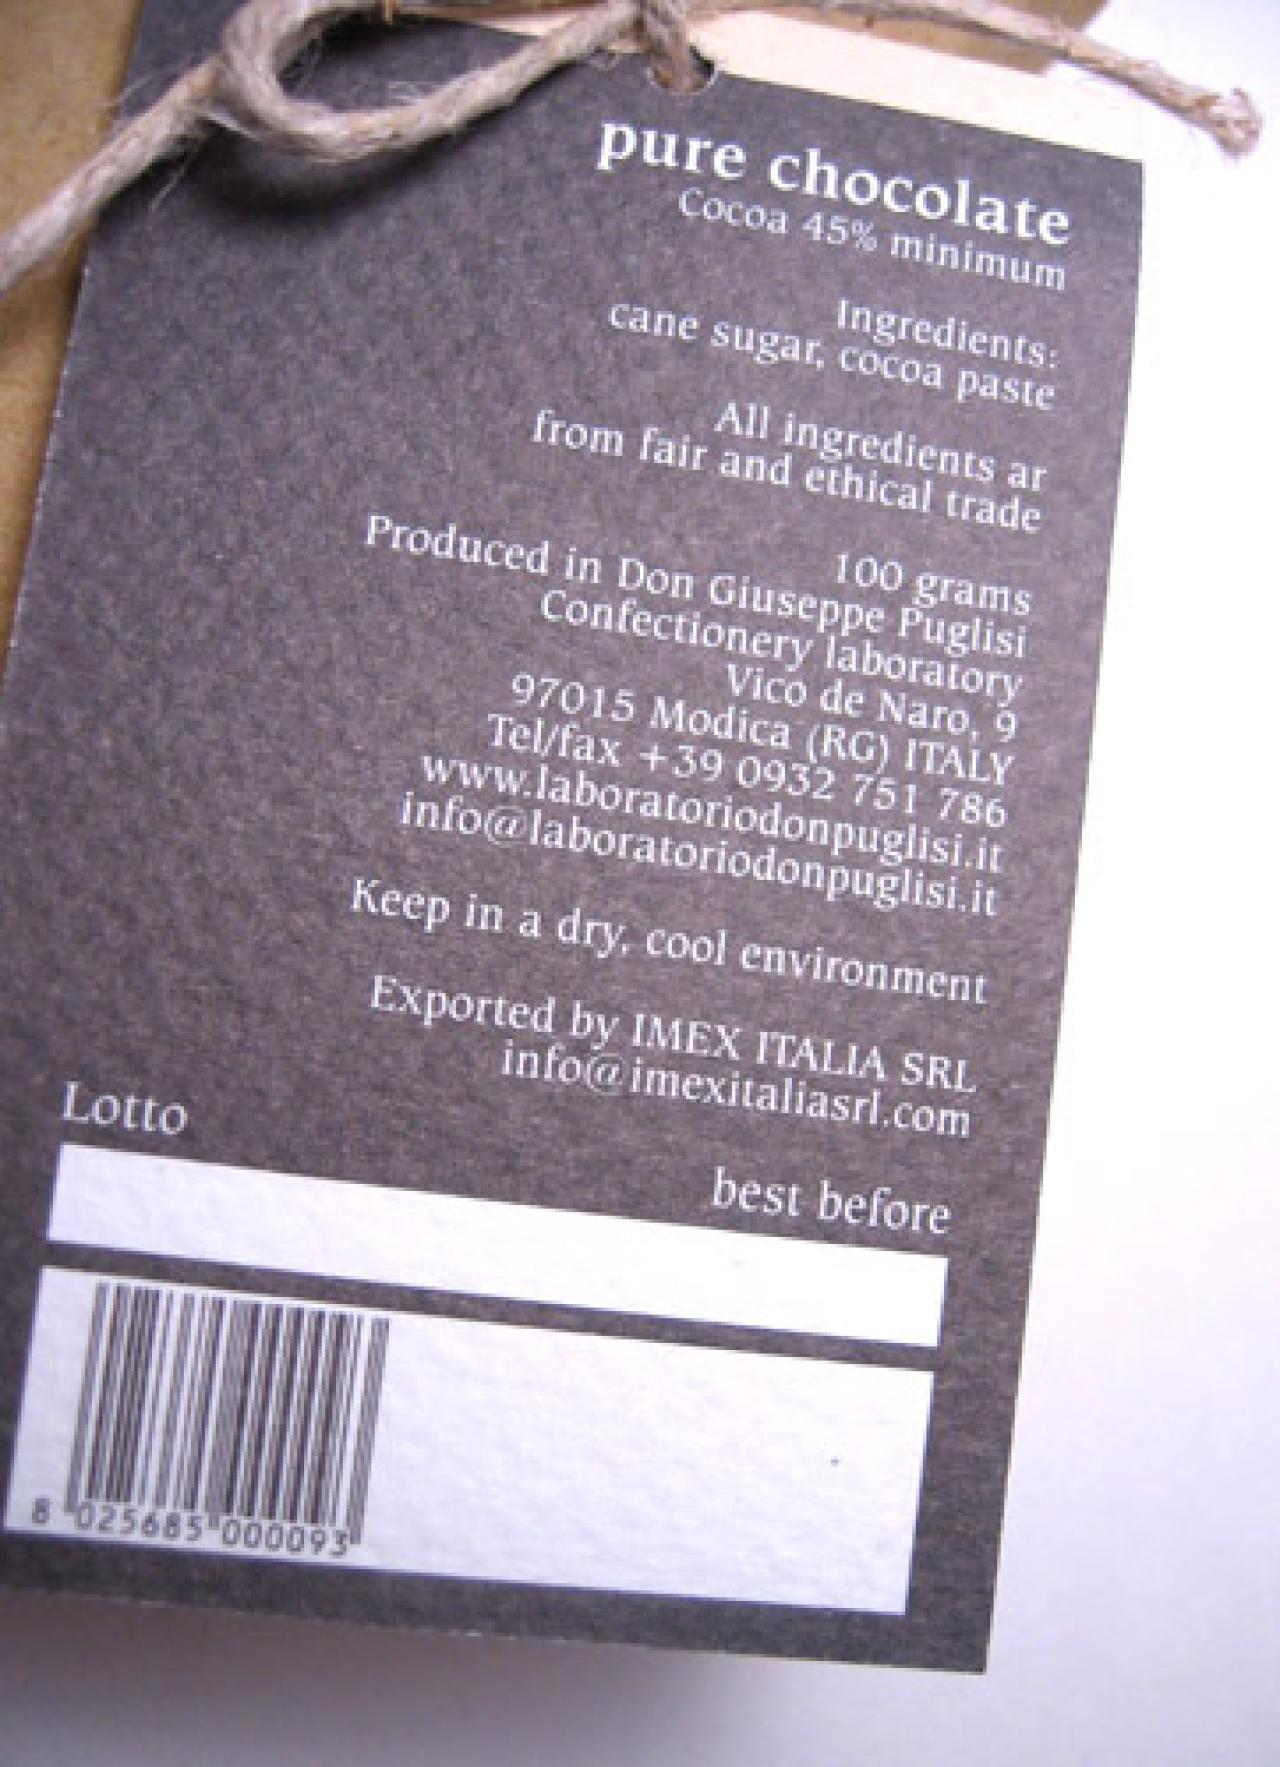 pure chocolate
Cocoa 45% minimum
Ingredients:
cane sugar, cocoa paste
All ingredients ar
from fair and ethical trade
100 grams
Produced in Don Giuseppe Puglisi
Confectionery laboratory
Vico de Naro, 9
97015 Modica (RG) ITALY
Tel/fax +39 0932 751 786
www.laboratoriodonpuglisi.it
info@laboratoriodonpuglisi.it
Keep in a dry, cool environment
Exported by IMEX ITALIA SRL
info@imexitaliasrl.com
Lotto
best before
8 025685 000093